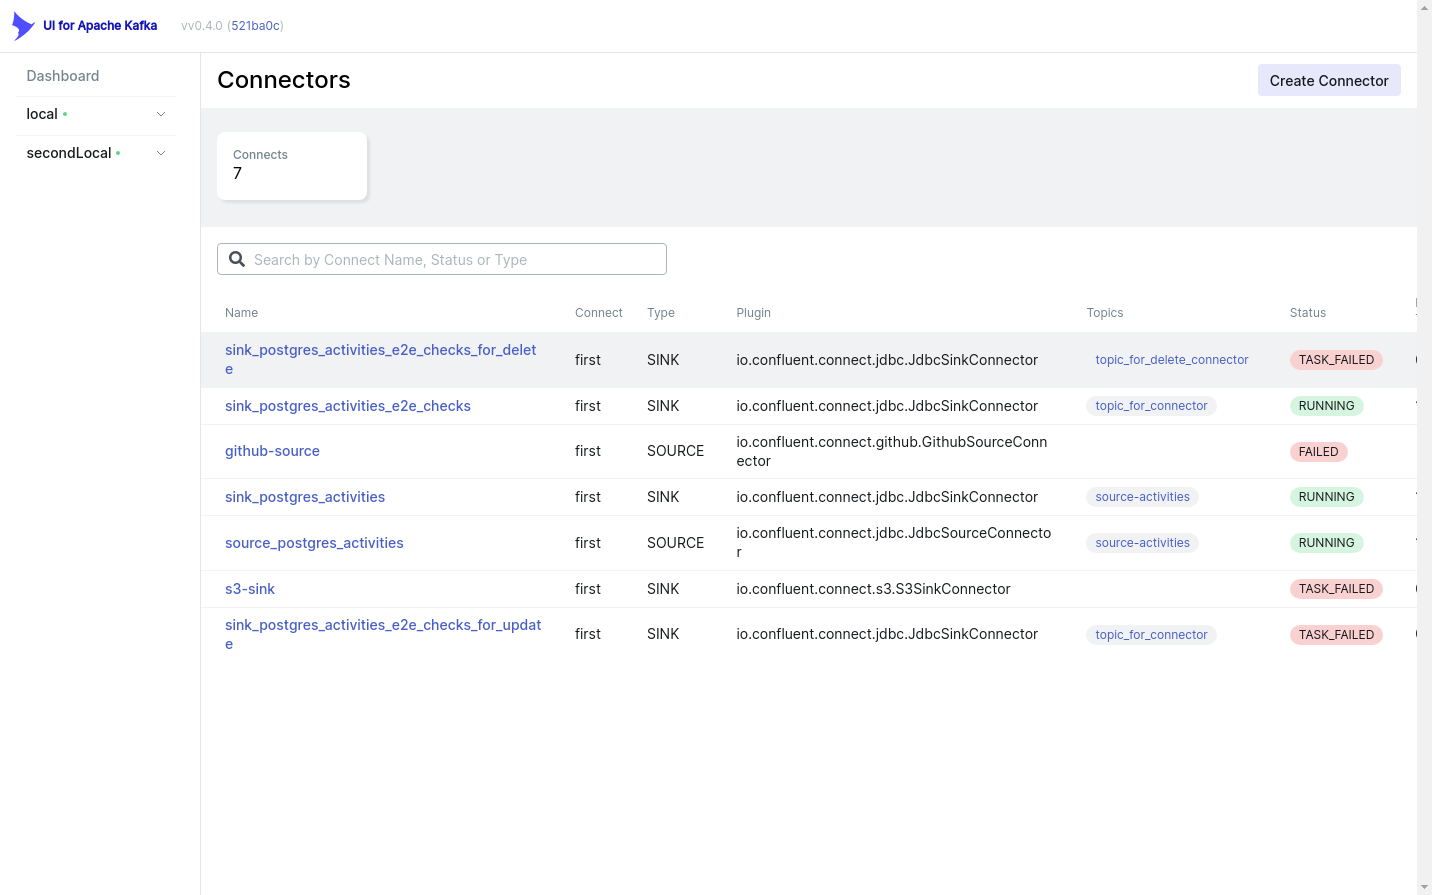 UI for Apache Kafka vv0.4.0 (521ba0c)
Dashboard
local
secondLocal
Connectors
Create Connector
Connects
7
Search by Connect Name, Status or Type
Name Connect Type Plugin Topics Status
sink_postgres_activities_e2e_checks_for_delet
e
first SINK io.confluent.connect.jdbc.JdbcSinkConnector topic_for_delete_connector TASK_FAILED
sink_postgres_activities_e2e_checks first SINK io.confluent.connect.jdbc.JdbcSinkConnector topic_for_connector RUNNING
github-source first SOURCE io.confluent.connect.github.GithubSourceConn
ector
FAILED
sink_postgres_activities first SINK io.confluent.connect.jdbc.JdbcSinkConnector source-activities RUNNING
source_postgres_activities first SOURCE io.confluent.connect.jdbc.JdbcSourceConnecto
r
source-activities RUNNING
s3-sink first SINK io.confluent.connect.s3.S3SinkConnector TASK_FAILED
sink_postgres_activities_e2e_checks_for_updat
e
first SINK io.confluent.connect.jdbc.JdbcSinkConnector topic_for_connector TASK_FAILED